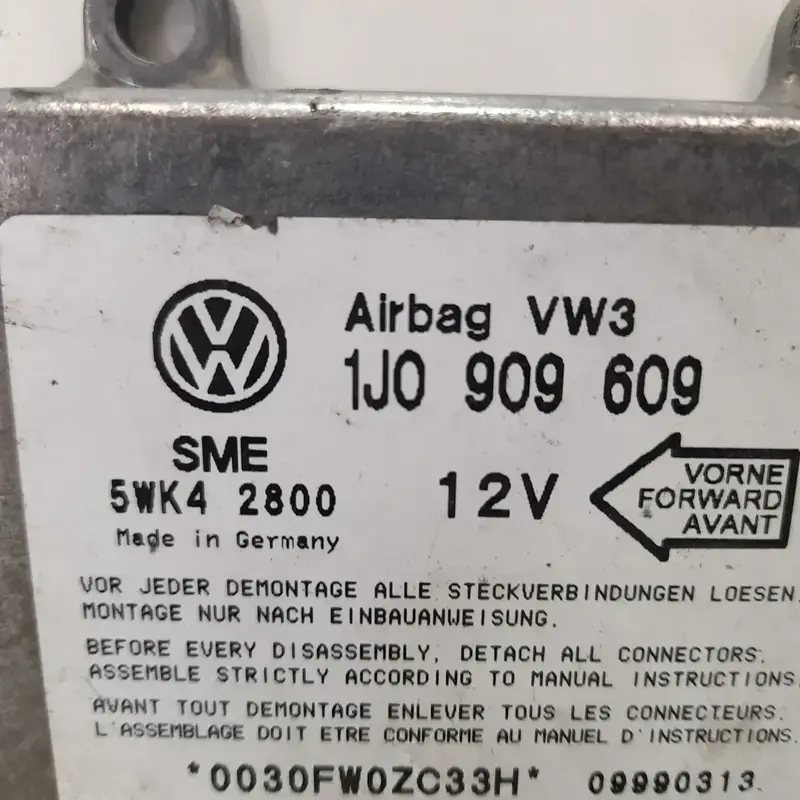 Airbag VW3
1J0 909 609
SME
5WK4 2800
12V
VORNE
FORWARD
AVANT
Made in Germany
VOR JEDER DEMONTAGE ALLE STECKVERBINDUNGEN LOESEN.
MONTAGE NUR NACH EINBAUANWEISUNG.
BEFORE EVERY DISASSEMBLY, DETACH ALL CONNECTORS.
ASSEMBLE STRICTLY ACCORDING TO MANUAL INSTRUCTIONS.
AVANT TOUT DEMONTAGE ENLEVER TOUS LES CONNECTEURS.
L'ASSEMBLAGE DOIT ETRE CONFORME AU MANUEL D'INSTRUCTIONS.
*0030FW0ZC33H* 09990313